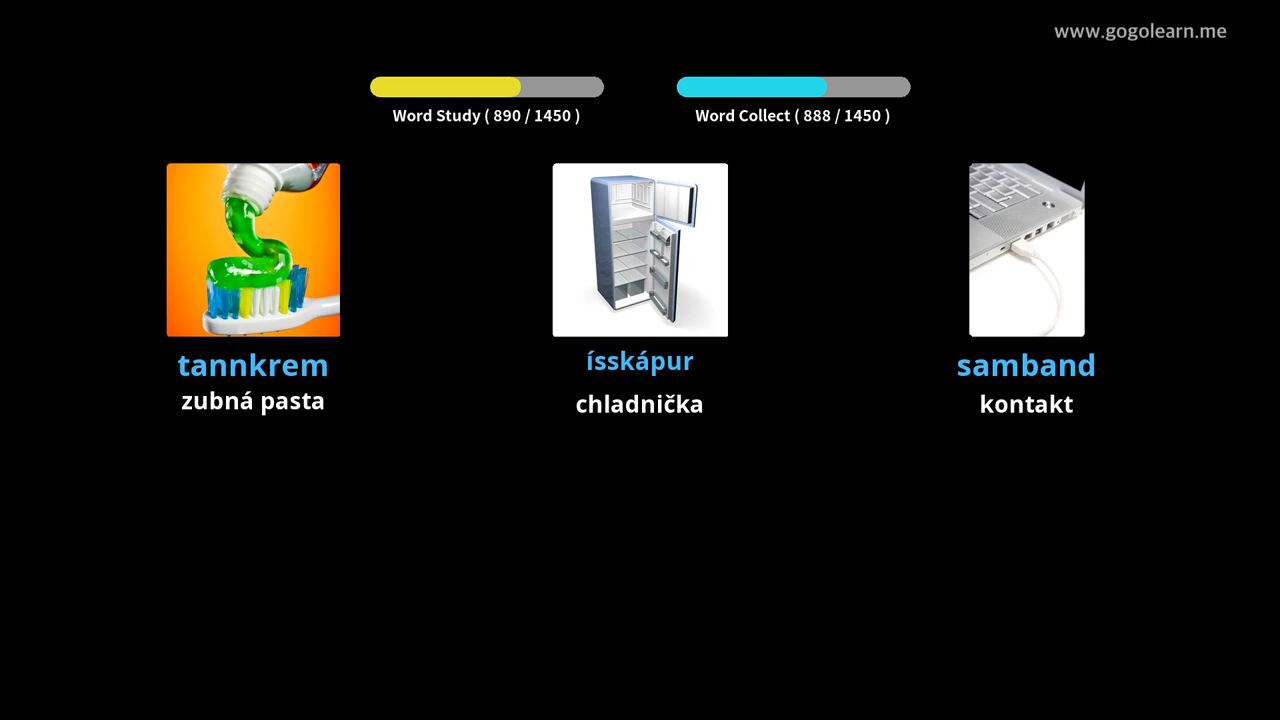 www.gogolearn.me
Word Study ( 890 / 1450 )
Word Collect ( 888 / 1450 )
tannkrem
zubná pasta
ísskápur
chladnička
samband
kontakt